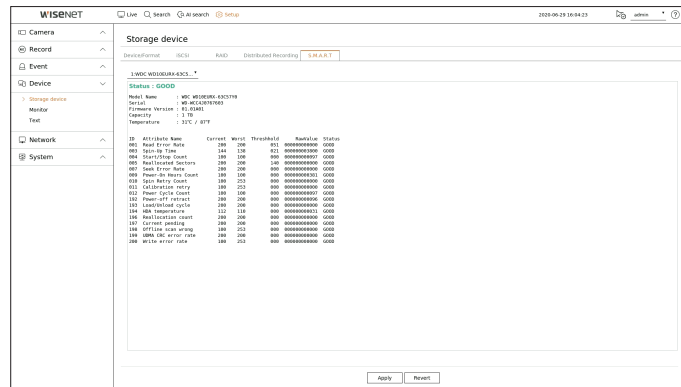 WISENET
Live Search AI search Setup 2020-06-29 16:04:23 admin
Camera
Record
Event
Device
Storage device
Monitor
Text
Network
System
Storage device
Device/Format iSCSI RAID Distributed Recording S.M.A.R.T
1:WDC WD10EURX-63C5...
Status : GOOD
Model Name : WDC WD10EURX-63C57Y0
Serial : WD-WCC4J0767603
Firmware Version : 01.01A01
Capacity : 1 TB
Temperature : 31℃ / 87℉
ID Attribute Name Current Worst Threshhold RawValue Status
001 Read Error Rate 200 200 051 000000000000 GOOD
003 Spin-Up Time 144 138 021 000000003800 GOOD
004 Start/Stop Count 100 100 000 000000000097 GOOD
005 Reallocated Sectors 200 200 140 000000000000 GOOD
007 Seek Error Rate 200 200 000 000000000000 GOOD
009 Power-On Hours Count 100 100 000 000000000381 GOOD
010 Spin Retry Count 100 253 000 000000000000 GOOD
011 Calibration retry 100 253 000 000000000000 GOOD
012 Power Cycle Count 100 100 000 000000000097 GOOD
192 Power-off retract 200 200 000 000000000096 GOOD
193 Load/Unload cycle 200 200 000 000000000000 GOOD
194 HDA temperature 112 110 000 000000000031 GOOD
196 Reallocation count 200 200 000 000000000000 GOOD
197 Current pending 200 200 000 000000000000 GOOD
198 Offline scan wrong 100 253 000 000000000000 GOOD
199 UDMA CRC error rate 200 200 000 000000000000 GOOD
200 Write error rate 100 253 000 000000000000 GOOD
Apply Revert